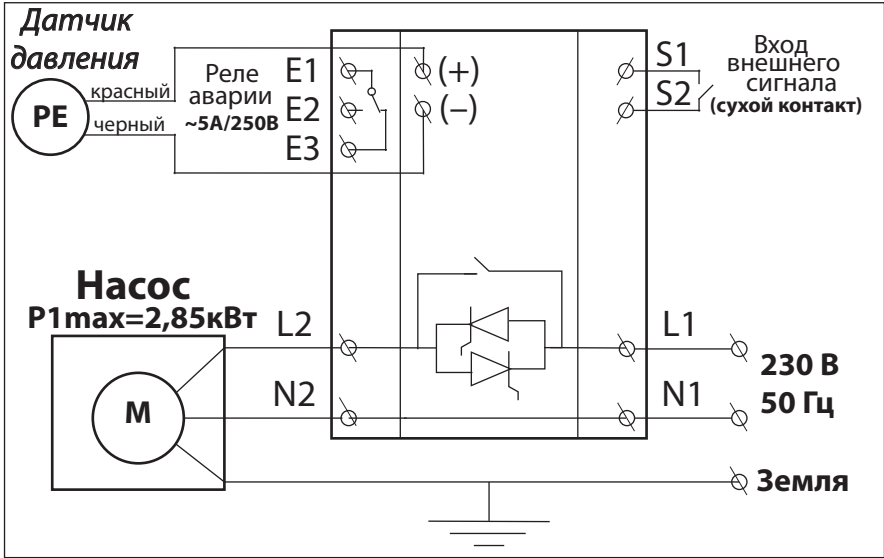 Датчик
давления
PE
красный
черный
Реле
аварии
~5А/250В
E1
E2
E3
(+)
(–)
S1
S2
Вход
внешнего
сигнала
(сухой контакт)
Насос
P1max=2,85кВт
M
L2
N2
L1
N1
230 В
50 Гц
Земля